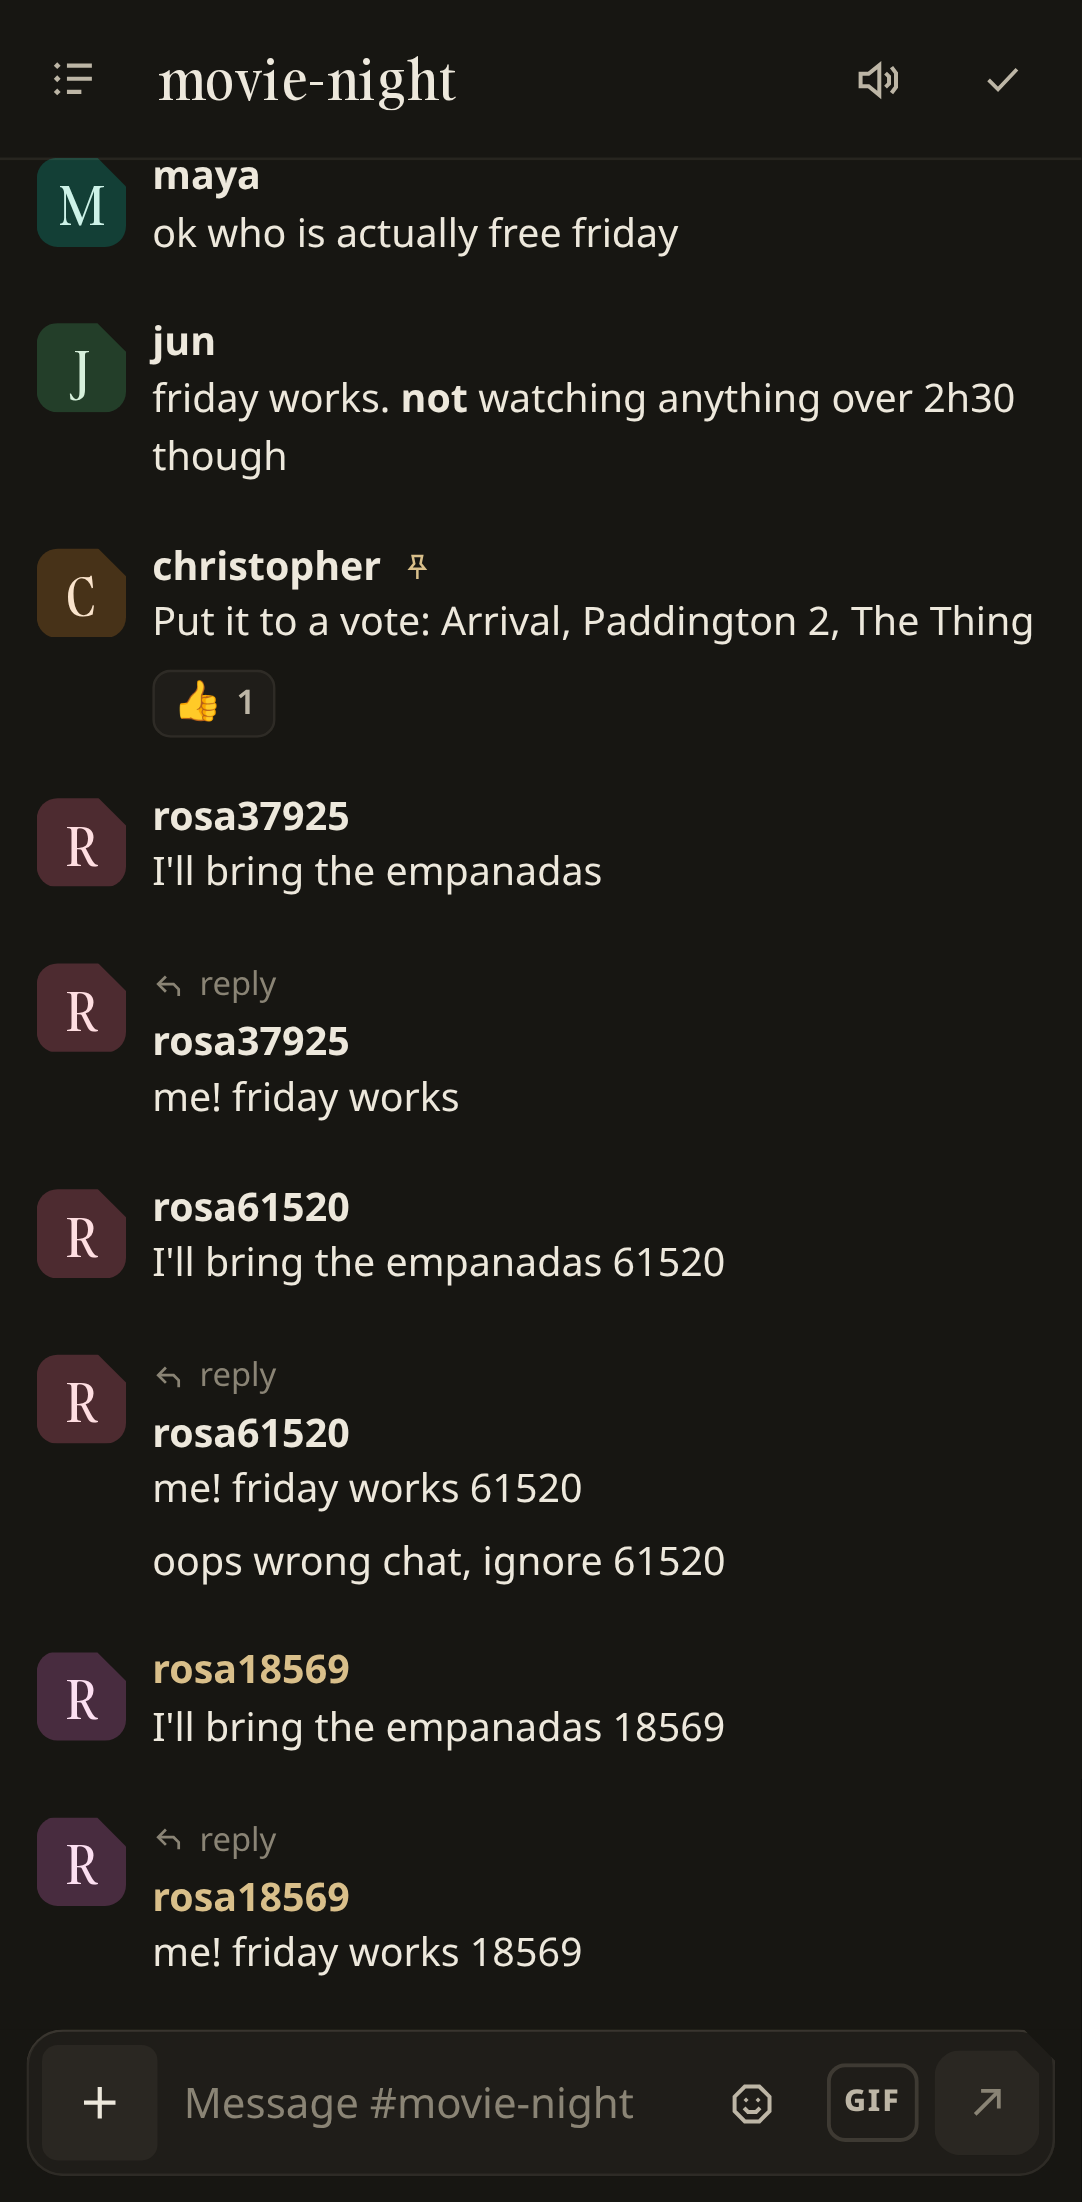 movie-night
M
maya
ok who is actually free friday
J
jun
friday works. not watching anything over 2h30
though
C
christopher
Put it to a vote: Arrival, Paddington 2, The Thing
👍 1
R
rosa37925
I'll bring the empanadas
R
reply
rosa37925
me! friday works
R
rosa61520
I'll bring the empanadas 61520
R
reply
rosa61520
me! friday works 61520
oops wrong chat, ignore 61520
R
rosa18569
I'll bring the empanadas 18569
R
reply
rosa18569
me! friday works 18569
Message #movie-night
GIF